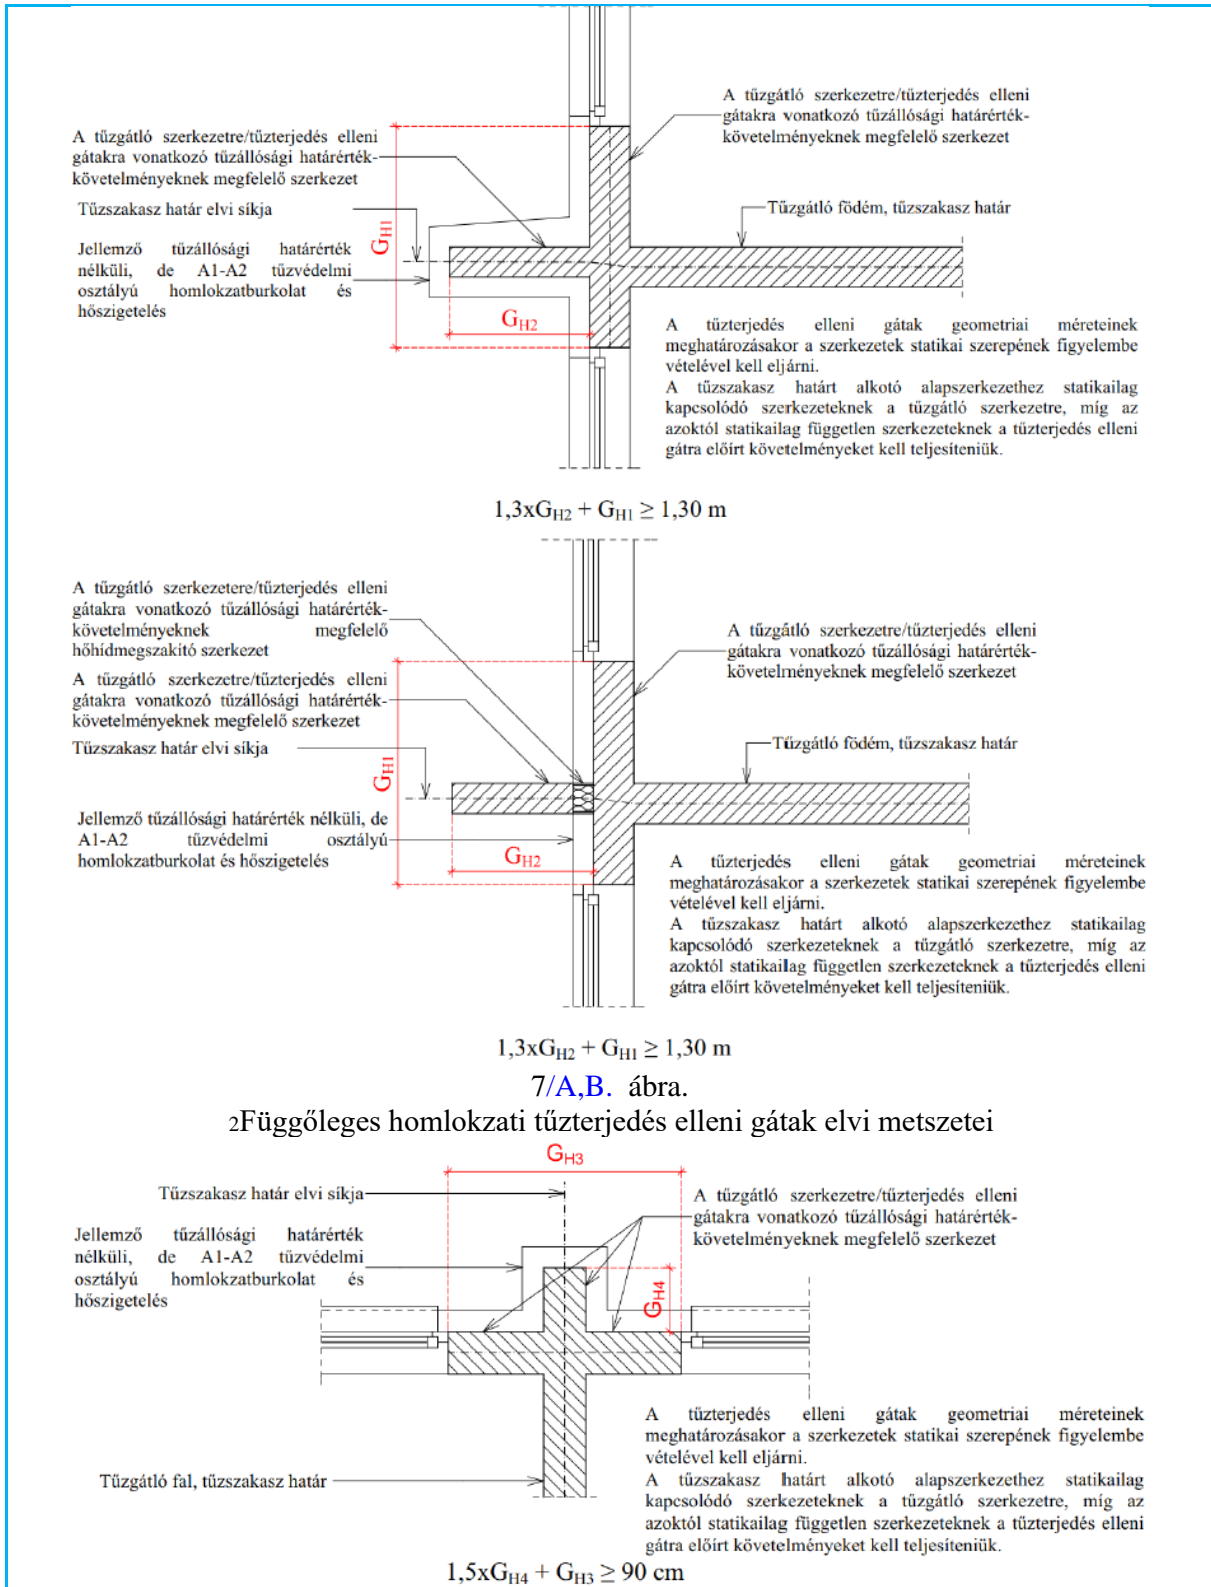 A tűzgátló szerkezetre/tűzterjedés elleni
gátakra vonatkozó tűzállósági határérték-
követelményeknek megfelelő szerkezet
A tűzgátló szerkezetre/tűzterjedés elleni
gátakra vonatkozó tűzállósági határérték-
követelményeknek megfelelő szerkezet
Tűzszakasz határ elvi síkja
Tűzgátló födém, tűzszakasz határ
Jellemző tűzállósági határérték
nélküli, de A1-A2 tűzvédelmi
osztályú homlokzatburkolat és
hőszigetelés
GH1
GH2
A tűzterjedés elleni gátak geometriai méreteinek
meghatározásakor a szerkezetek statikai szerepének figyelembe
vételével kell eljárni.
A tűzszakasz határt alkotó alapszerkezethez statikailag
kapcsolódó szerkezeteknek a tűzgátló szerkezetre, míg az
azoktól statikailag független szerkezeteknek a tűzterjedés elleni
gátra előírt követelményeket kell teljesíteniük.
1,3xGH2 + GH1 ≥ 1,30 m
A tűzgátló szerkezetere/tűzterjedés elleni
gátakra vonatkozó tűzállósági határérték-
követelményeknek megfelelő
hőhídmegszakító szerkezet
A tűzgátló szerkezetre/tűzterjedés elleni
gátakra vonatkozó tűzállósági határérték-
követelményeknek megfelelő szerkezet
A tűzgátló szerkezetre/tűzterjedés elleni
gátakra vonatkozó tűzállósági határérték-
követelményeknek megfelelő szerkezet
Tűzszakasz határ elvi síkja
Tűzgátló födém, tűzszakasz határ
GH1
Jellemző tűzállósági határérték nélküli, de
A1-A2 tűzvédelmi osztályú
homlokzatburkolat és hőszigetelés
GH2
A tűzterjedés elleni gátak geometriai méreteinek
meghatározásakor a szerkezetek statikai szerepének figyelembe
vételével kell eljárni.
A tűzszakasz határt alkotó alapszerkezethez statikailag
kapcsolódó szerkezeteknek a tűzgátló szerkezetre, míg az
azoktól statikailag független szerkezeteknek a tűzterjedés elleni
gátra előírt követelményeket kell teljesíteniük.
1,3xGH2 + GH1 ≥ 1,30 m
7/A,B. ábra.
2Függőleges homlokzati tűzterjedés elleni gátak elvi metszetei
GH3
Tűzszakasz határ elvi síkja
A tűzgátló szerkezetre/tűzterjedés elleni
gátakra vonatkozó tűzállósági határérték-
követelményeknek megfelelő szerkezet
Jellemző tűzállósági határérték
nélküli, de A1-A2 tűzvédelmi
osztályú homlokzatburkolat és
hőszigetelés
GH4
A tűzterjedés elleni gátak geometriai méreteinek
meghatározásakor a szerkezetek statikai szerepének figyelembe
vételével kell eljárni.
A tűzszakasz határt alkotó alapszerkezethez statikailag
kapcsolódó szerkezeteknek a tűzgátló szerkezetre, míg az
azoktól statikailag független szerkezeteknek a tűzterjedés elleni
gátra előírt követelményeket kell teljesíteniük.
Tűzgátló fal, tűzszakasz határ
1,5xGH4 + GH3 ≥ 90 cm